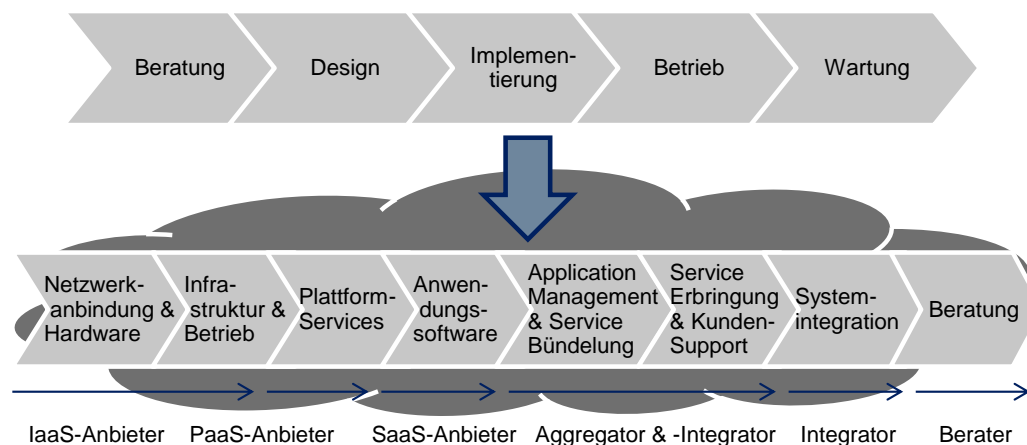 Beratung
Design
Implemen-
tierung
Betrieb
Wartung
Netzwerk-
anbindung &
Hardware
Infra-
struktur &
Betrieb
Plattform-
Services
Anwen-
dungs-
software
Application
Management
& Service
Bündelung
Service
Erbringung
& Kunden-
Support
System-
integration
Beratung
IaaS-Anbieter
PaaS-Anbieter
SaaS-Anbieter
Aggregator & -Integrator
Integrator
Berater